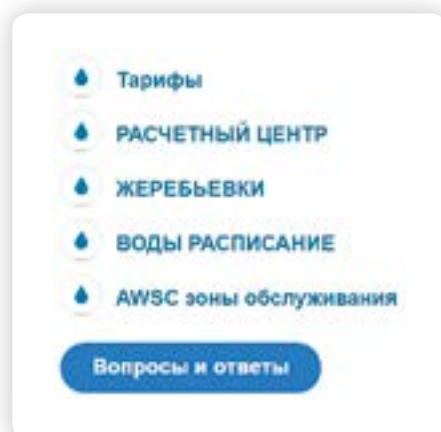 Тарифы
РАСЧЕТНЫЙ ЦЕНТР
ЖЕРЕБЬЕВКИ
ВОДЫ РАСПИСАНИЕ
AWSC зоны обслуживания
Вопросы и ответы